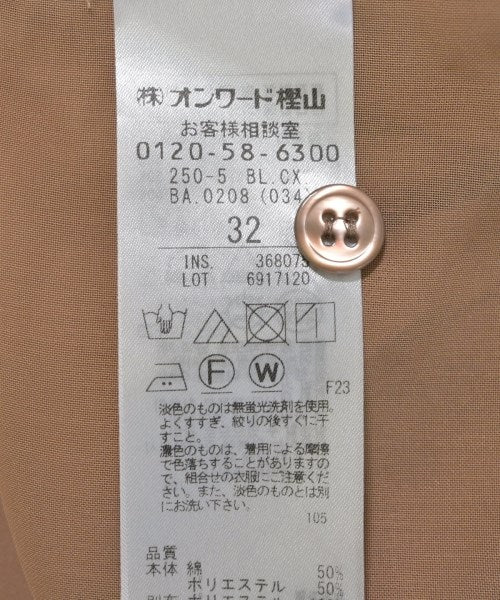 ㈱オンワード樫山
お客様相談室
0120-58-6300
250-5 BL.CX.
BA.0208 (034)
32
INS. 368073
LOT 6917120
F W
F23
淡色のものは無蛍光洗剤を使用。
よくすすぎ、絞りの後すぐに干
すこと。
濃色のものは、着用による摩擦
で色落ちすることがありますの
で、組合せの衣服にご注意くだ
さい。また、淡色のものとは別
にお洗い下さい。
105
品質
本体 綿 50%
ポリエステル 50%